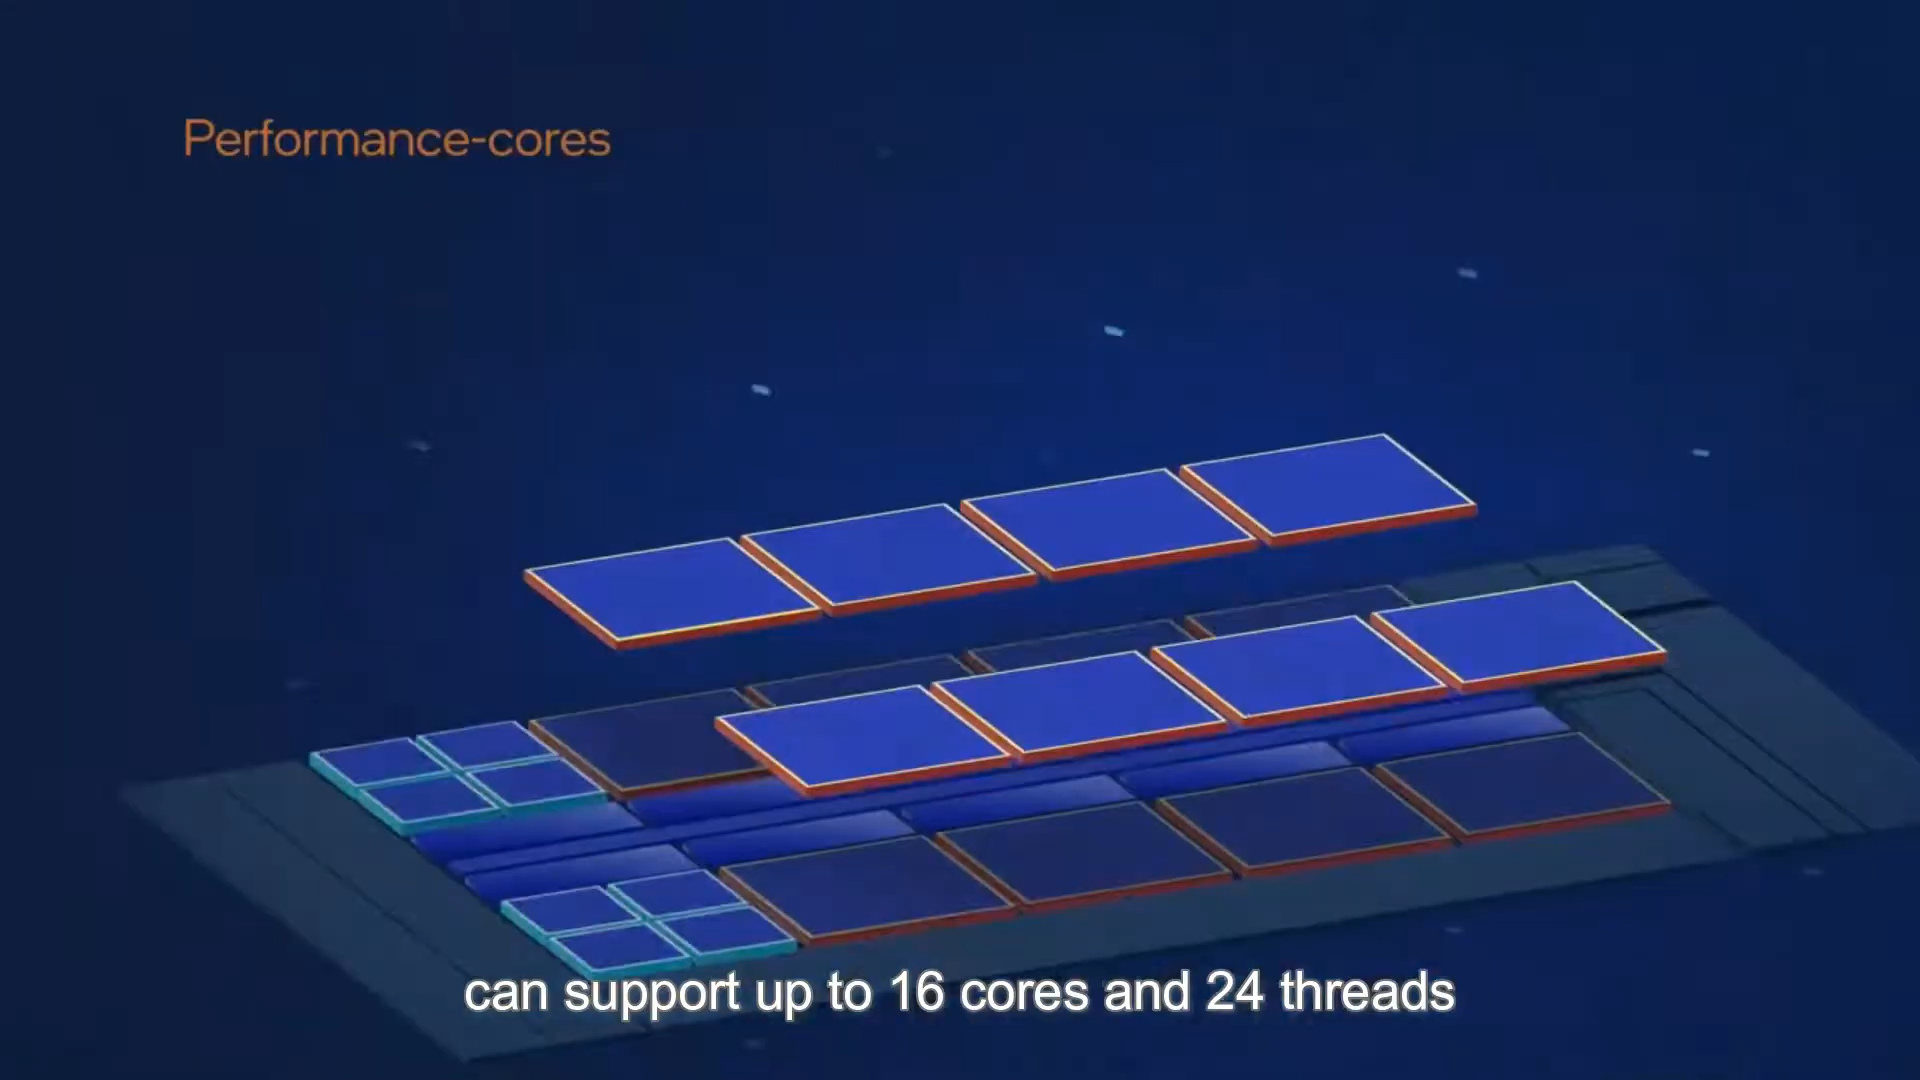 Performance-cores
can support up to 16 cores and 24 threads